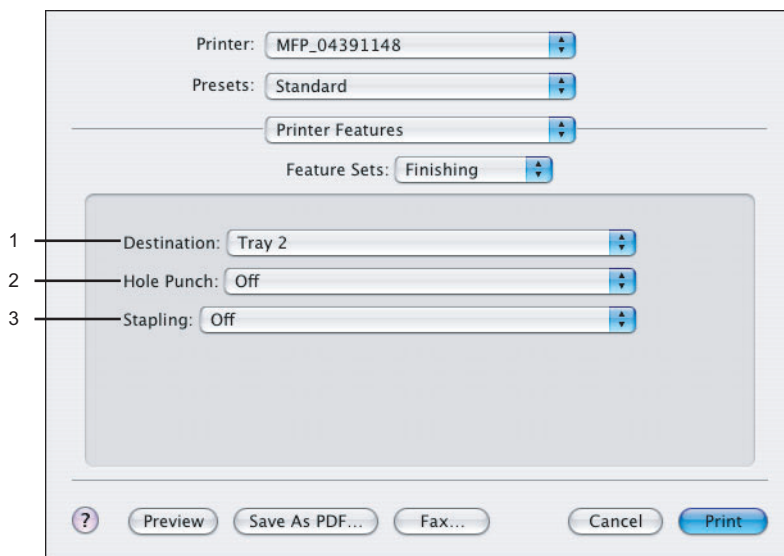 Printer: MFP_04391148
Presets: Standard
Printer Features
Feature Sets: Finishing
1 Destination: Tray 2
2 Hole Punch: Off
3 Stapling: Off
? Preview Save As PDF... Fax... Cancel Print